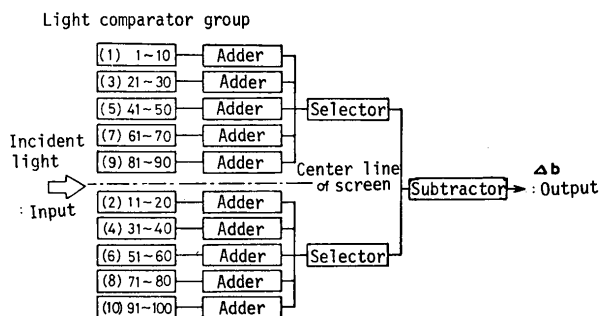 Light comparator group
(1) 1~10 Adder
(3) 21~30 Adder
(5) 41~50 Adder Selector
(7) 61~70 Adder
(9) 81~90 Adder
Incident
light
: Input
Center line
of screen
Subtractor
Δb
: Output
(2) 11~20 Adder
(4) 31~40 Adder
(6) 51~60 Adder Selector
(8) 71~80 Adder
(10) 91~100 Adder